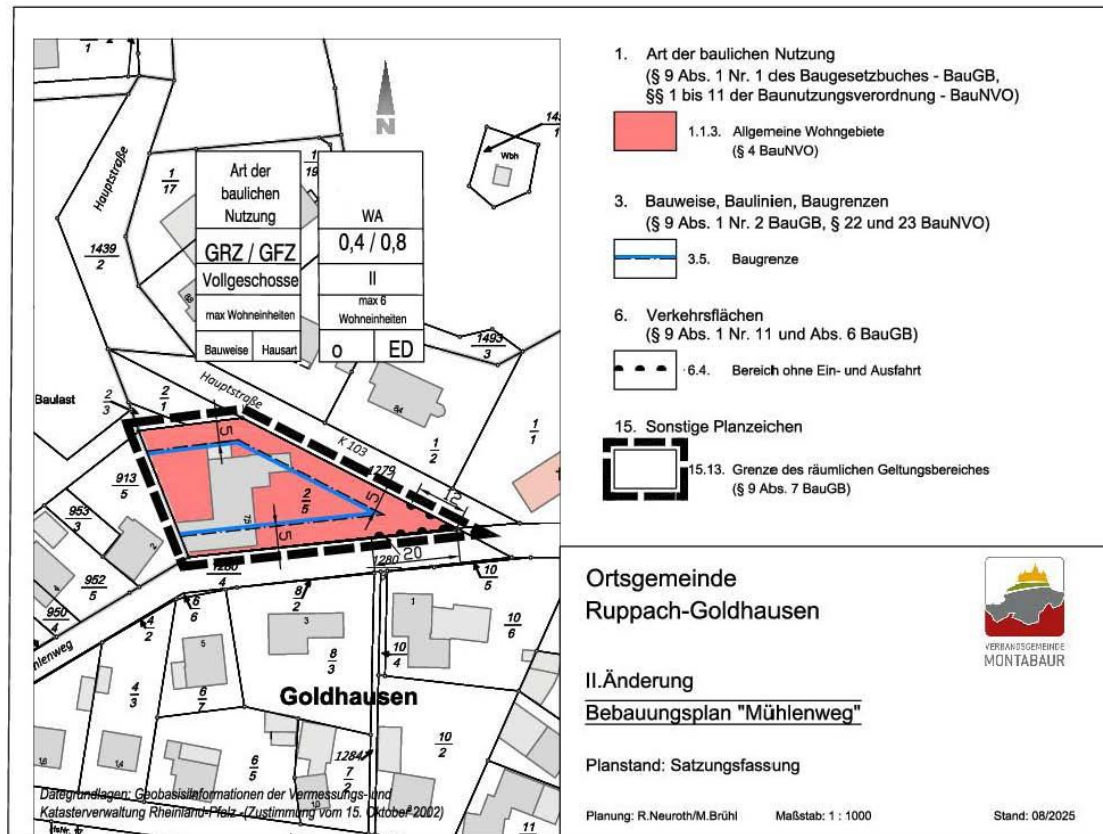 1
17
1
19
Wbh
Hauptstraße
1439
2
Art der
baulichen
Nutzung
GRZ / GFZ
Vollgeschosse
max Wohneinheiten
Bauweise
Hausart
WA
0,4 / 0,8
II
max 6
Wohneinheiten
o
ED
N
1493
3
Baulast
2
3
2
1
Hauptstraße
K 103
1279
84
1
2
1
1
5
5
5
12
20
2
5
75
913
5
953
3
952
5
950
4
2
1280
4
1280
10
5
6
6
4
2
8
2
3
8
3
1
10
6
10
4
5
4
3
6
7
Goldhausen
10
2
6
5
1284
7
2
11
Datengrundlagen: Geobasisinformationen der Vermessungs- und
Katasterverwaltung Rheinland-Pfalz -(Zustimmung vom 15. Oktober 2002)
1. Art der baulichen Nutzung
(§ 9 Abs. 1 Nr. 1 des Baugesetzbuches - BauGB,
§§ 1 bis 11 der Baunutzungsverordnung - BauNVO)
1.1.3. Allgemeine Wohngebiete
(§ 4 BauNVO)
3. Bauweise, Baulinien, Baugrenzen
(§ 9 Abs. 1 Nr. 2 BauGB, § 22 und 23 BauNVO)
3.5. Baugrenze
6. Verkehrsflächen
(§ 9 Abs. 1 Nr. 11 und Abs. 6 BauGB)
6.4. Bereich ohne Ein- und Ausfahrt
15. Sonstige Planzeichen
15.13. Grenze des räumlichen Geltungsbereiches
(§ 9 Abs. 7 BauGB)
Ortsgemeinde
Ruppach-Goldhausen
VERBANDSGEMEINDE
MONTABAUR
II.Änderung
Bebauungsplan "Mühlenweg"
Planstand: Satzungsfassung
Planung: R.Neuroth/M.Brühl Maßstab: 1 : 1000 Stand: 08/2025